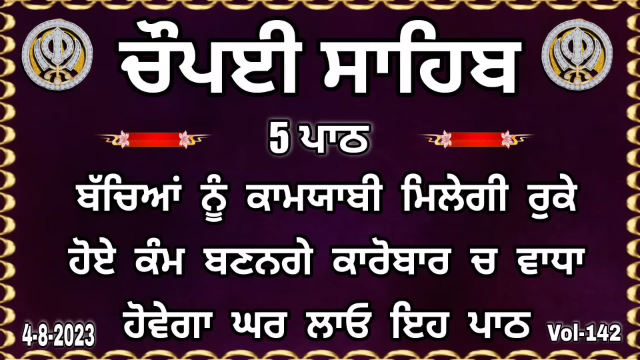 ਚੌਪਈ ਸਾਹਿਬ
5 ਪਾਠ
ਬੱਚਿਆਂ ਨੂੰ ਕਾਮਯਾਬੀ ਮਿਲੇਗੀ ਰੁਕੇ
ਹੋਏ ਕੰਮ ਬਣਨਗੇ ਕਾਰੋਬਾਰ ਚ ਵਾਧਾ
ਹੋਵੇਗਾ ਘਰ ਲਾਓ ਇਹ ਪਾਠ
4-8-2023
Vol-142